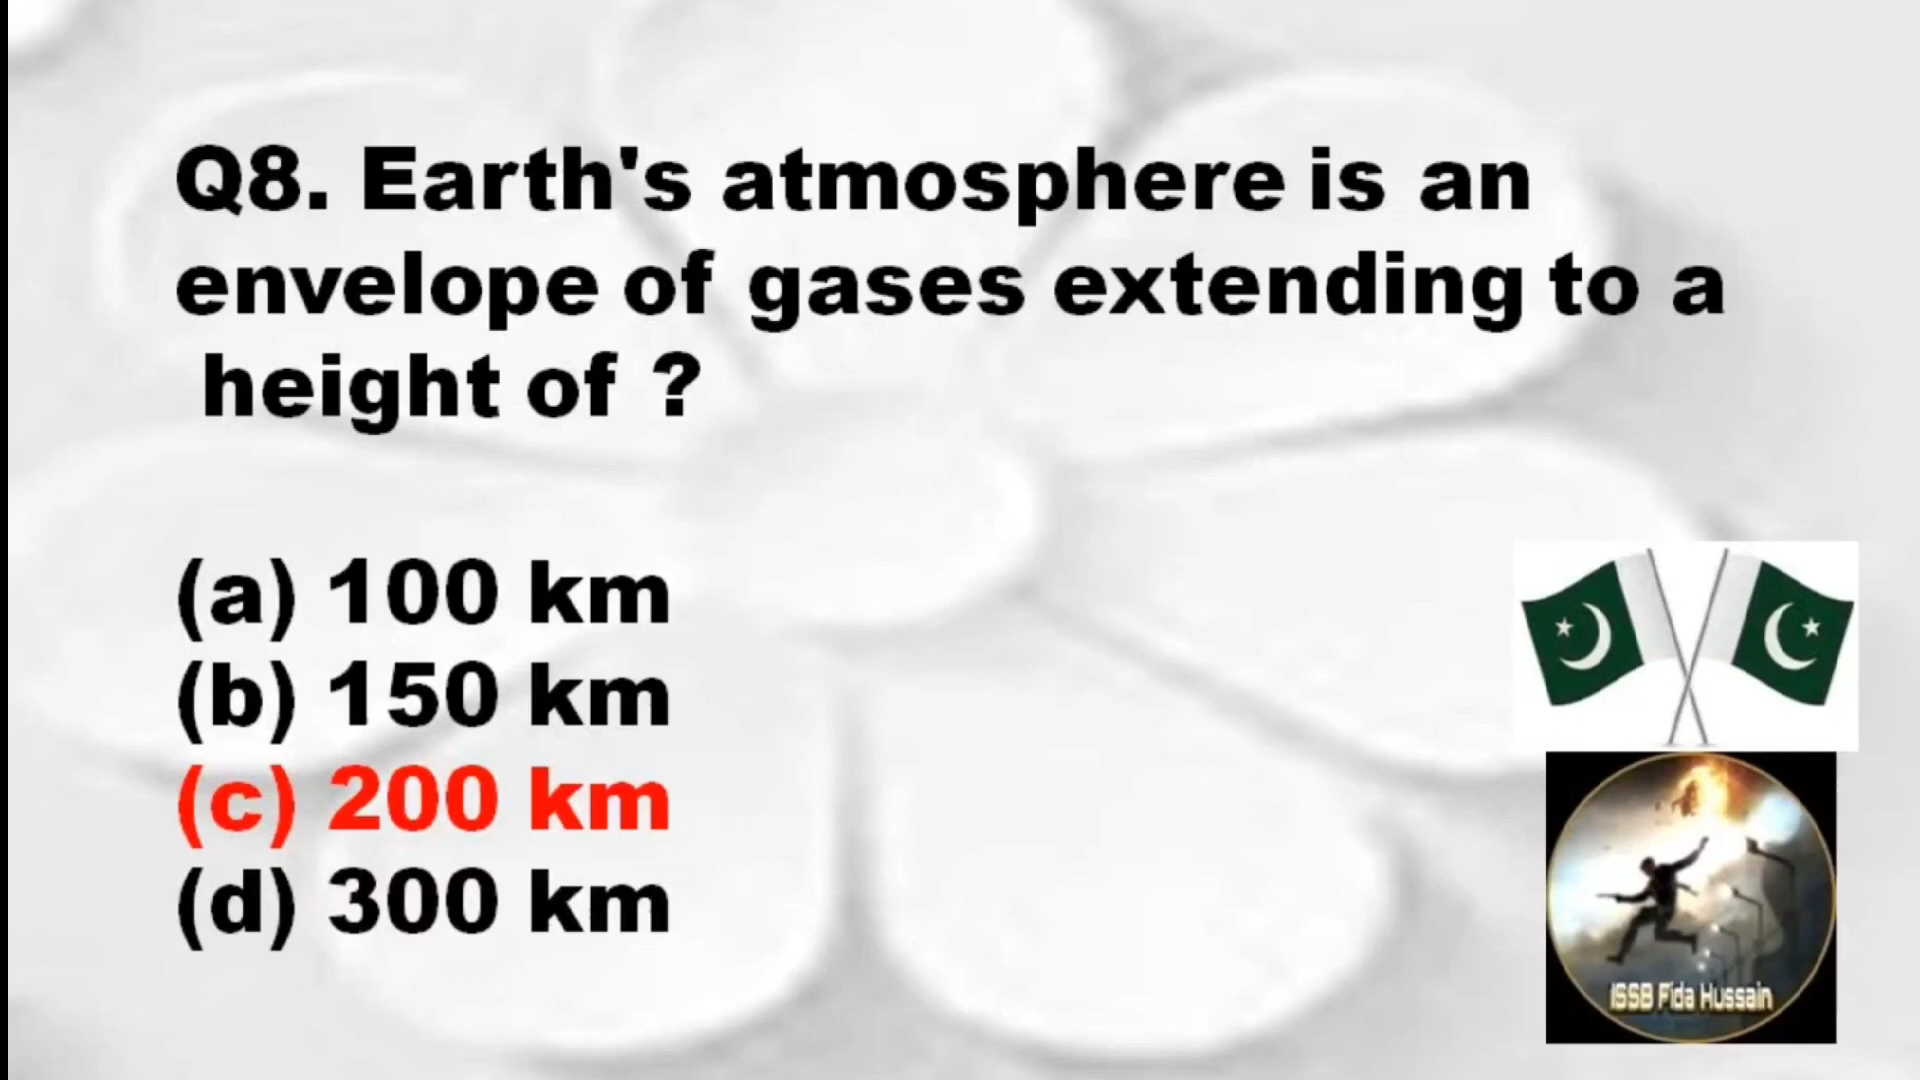 Q8. Earth's atmosphere is an
envelope of gases extending to a
height of ?
(a) 100 km
(b) 150 km
(c) 200 km
(d) 300 km
ISSB Fida Hussain